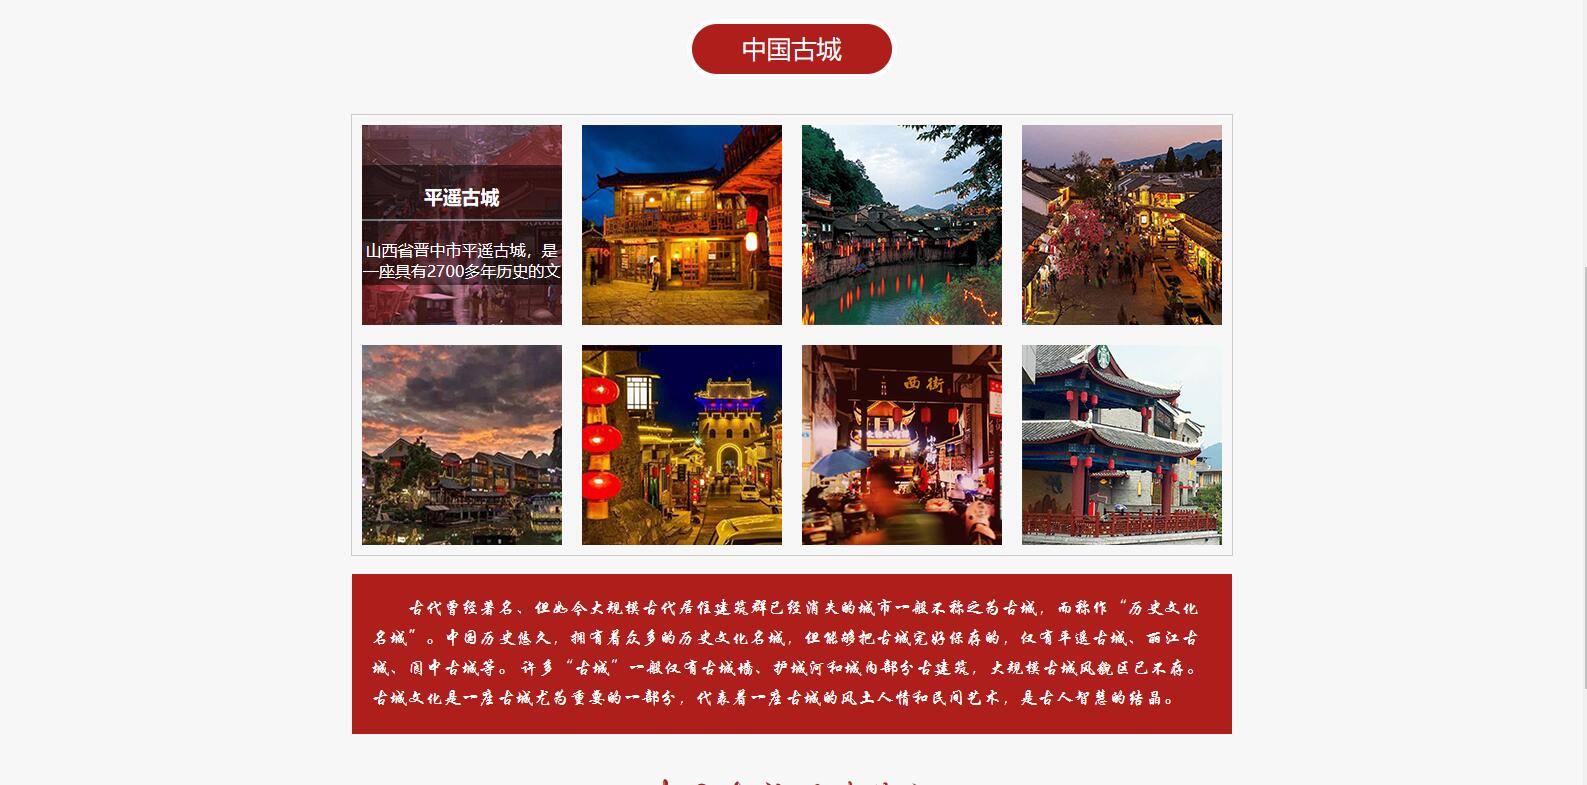 中国古城
平遥古城
山西省晋中市平遥古城，是
一座具有2700多年历史的文
西街
古代曾经著名、但如今大规模古代居住建筑群已经消失的城市一般不称之为古城，而称作“历史文化
名城”。中国历史悠久，拥有着众多的历史文化名城，但能够把古城完好保存的，仅有平遥古城、丽江古
城、阆中古城等。 许多“古城”一般仅有古城墙、护城河和城内部分古建筑，大规模古城风貌区已不存。
古城文化是一座古城尤为重要的一部分，代表着一座古城的风土人情和民间艺术，是古人智慧的结晶。